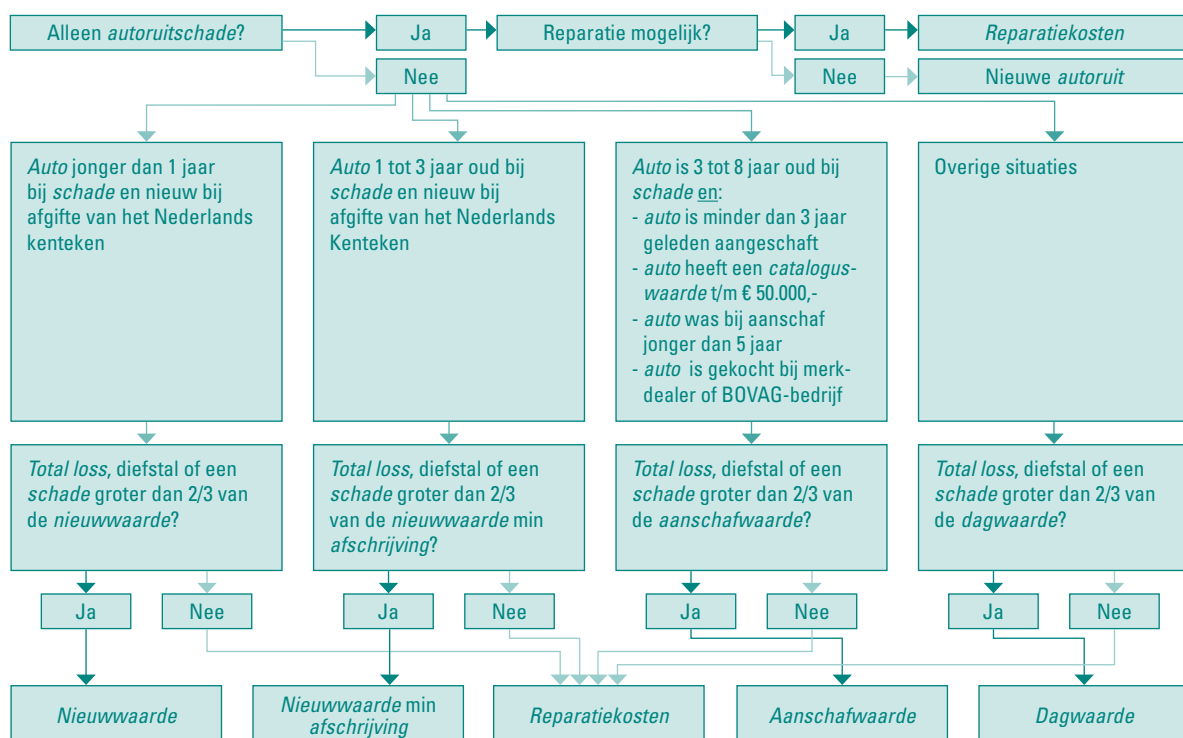 Alleen autoruitschade?
Ja
Reparatie mogelijk?
Ja
Reparatiekosten
Nee
Nee
Nieuwe autoruit
Auto jonger dan 1 jaar
bij schade en nieuw bij
afgifte van het Nederlands
kenteken
Auto 1 tot 3 jaar oud bij
schade en nieuw bij
afgifte van het Nederlands
Kenteken
Auto is 3 tot 8 jaar oud bij
schade en:
- auto is minder dan 3 jaar
geleden aangeschaft
- auto heeft een catalogus-
waarde t/m € 50.000,-
- auto was bij aanschaf
jonger dan 5 jaar
- auto is gekocht bij merk-
dealer of BOVAG-bedrijf
Overige situaties
Total loss, diefstal of een
schade groter dan 2/3 van
de nieuwwaarde?
Total loss, diefstal of een
schade groter dan 2/3
van de nieuwwaarde min
afschrijving?
Total loss, diefstal of een
schade groter dan 2/3 van
de aanschafwaarde?
Total loss, diefstal of een
schade groter dan 2/3 van
de dagwaarde?
Ja
Nee
Ja
Nee
Ja
Nee
Ja
Nee
Nieuwwaarde
Nieuwwaarde min
afschrijving
Reparatiekosten
Aanschafwaarde
Dagwaarde